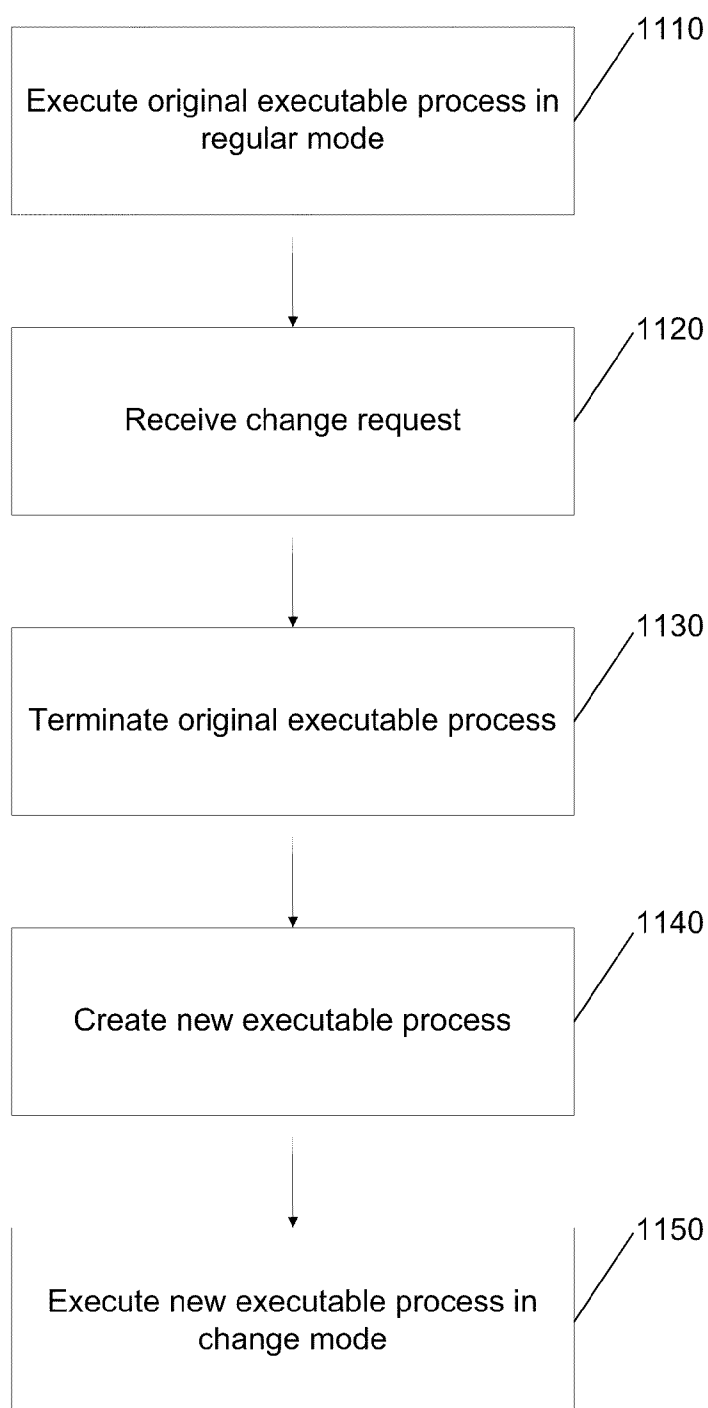 1110
Execute original executable process in
regular mode
1120
Receive change request
1130
Terminate original executable process
1140
Create new executable process
1150
Execute new executable process in
change mode